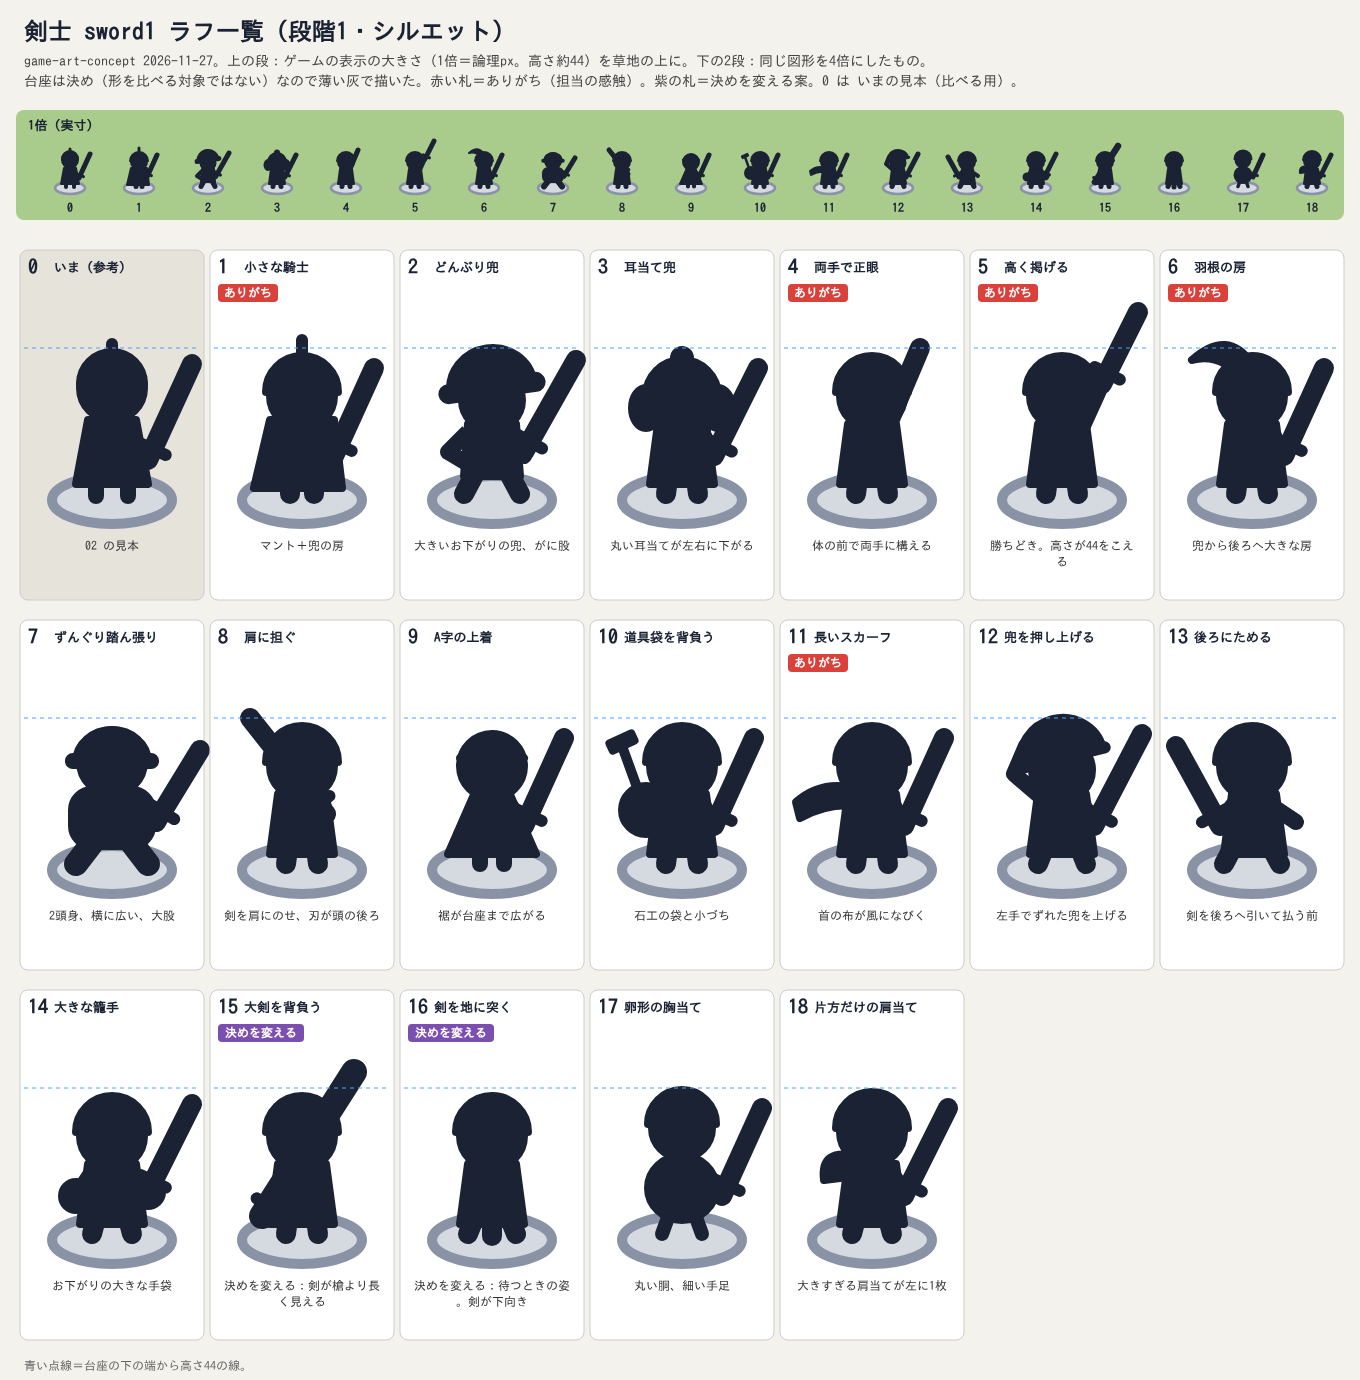 剣士 sword1 ラフ一覧（段階1・シルエット）
game-art-concept 2026-11-27。上の段：ゲームの表示の大きさ（1倍＝論理px。高さ約44）を草地の上に。下の2段：同じ図形を4倍にしたもの。
台座は決め（形を比べる対象ではない）なので薄い灰で描いた。赤い札＝ありがち（担当の感触）。紫の札＝決めを変える案。0 は いまの見本（比べる用）。
1倍（実寸）
0 1 2 3 4 5 6 7 8 9 10 11 12 13 14 15 16 17 18
0 いま（参考）
02 の見本
1 小さな騎士
ありがち
マント＋兜の房
2 どんぶり兜
大きいお下がりの兜、がに股
3 耳当て兜
丸い耳当てが左右に下がる
4 両手で正眼
ありがち
体の前で両手に構える
5 高く掲げる
ありがち
勝ちどき。高さが44をこえ
る
6 羽根の房
ありがち
兜から後ろへ大きな房
7 ずんぐり踏ん張り
2頭身、横に広い、大股
8 肩に担ぐ
剣を肩にのせ、刃が頭の後ろ
9 A字の上着
裾が台座まで広がる
10 道具袋を背負う
石工の袋と小づち
11 長いスカーフ
ありがち
首の布が風になびく
12 兜を押し上げる
左手でずれた兜を上げる
13 後ろにためる
剣を後ろへ引いて払う前
14 大きな籠手
お下がりの大きな手袋
15 大剣を背負う
決めを変える
決めを変える：剣が槍より長
く見える
16 剣を地に突く
決めを変える
決めを変える：待つときの姿
。剣が下向き
17 卵形の胸当て
丸い胴、細い手足
18 片方だけの肩当て
大きすぎる肩当てが左に1枚
青い点線＝台座の下の端から高さ44の線。